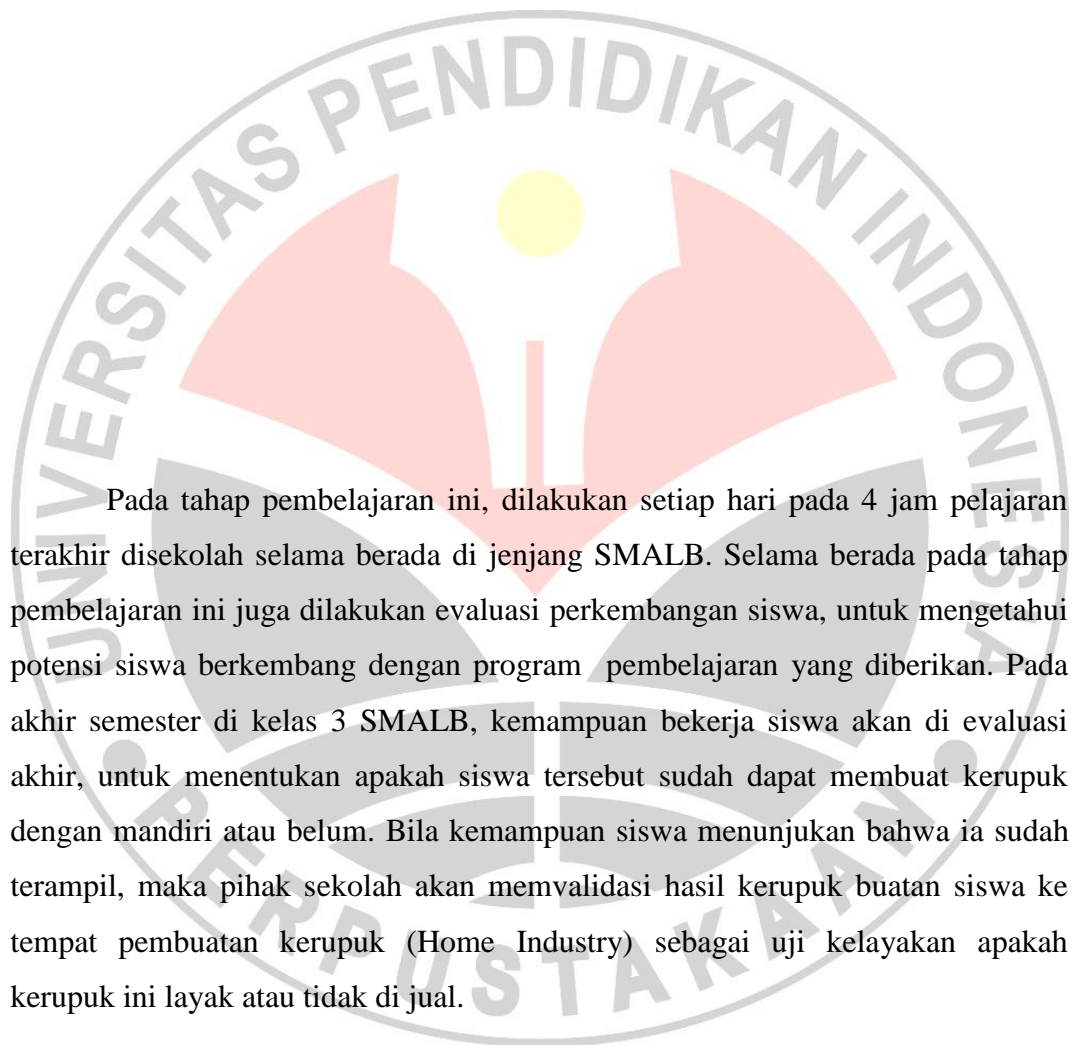 UNIVERSITAS PENDIDIKAN INDONESIA
Pada tahap pembelajaran ini, dilakukan setiap hari pada 4 jam pelajaran
terakhir disekolah selama berada di jenjang SMALB. Selama berada pada tahap
pembelajaran ini juga dilakukan evaluasi perkembangan siswa, untuk mengetahui
potensi siswa berkembang dengan program pembelajaran yang diberikan. Pada
akhir semester di kelas 3 SMALB, kemampuan bekerja siswa akan di evaluasi
akhir, untuk menentukan apakah siswa tersebut sudah dapat membuat kerupuk
dengan mandiri atau belum. Bila kemampuan siswa menunjukan bahwa ia sudah
terampil, maka pihak sekolah akan memvalidasi hasil kerupuk buatan siswa ke
tempat pembuatan kerupuk (Home Industry) sebagai uji kelayakan apakah
kerupuk ini layak atau tidak di jual.
PERPUSTAKAAN